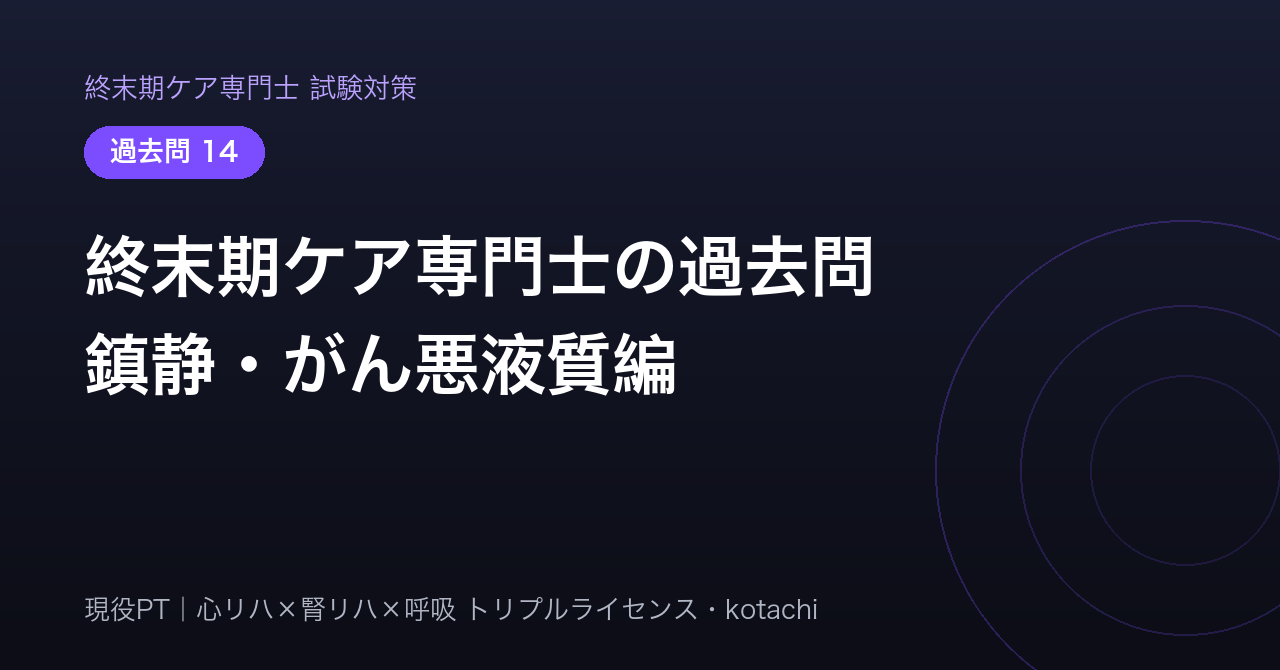 終末期ケア専門士 試験対策
過去問 14
終末期ケア専門士の過去問
鎮静・がん悪液質編
現役PT｜心リハ×腎リハ×呼吸 トリプルライセンス・kotachi